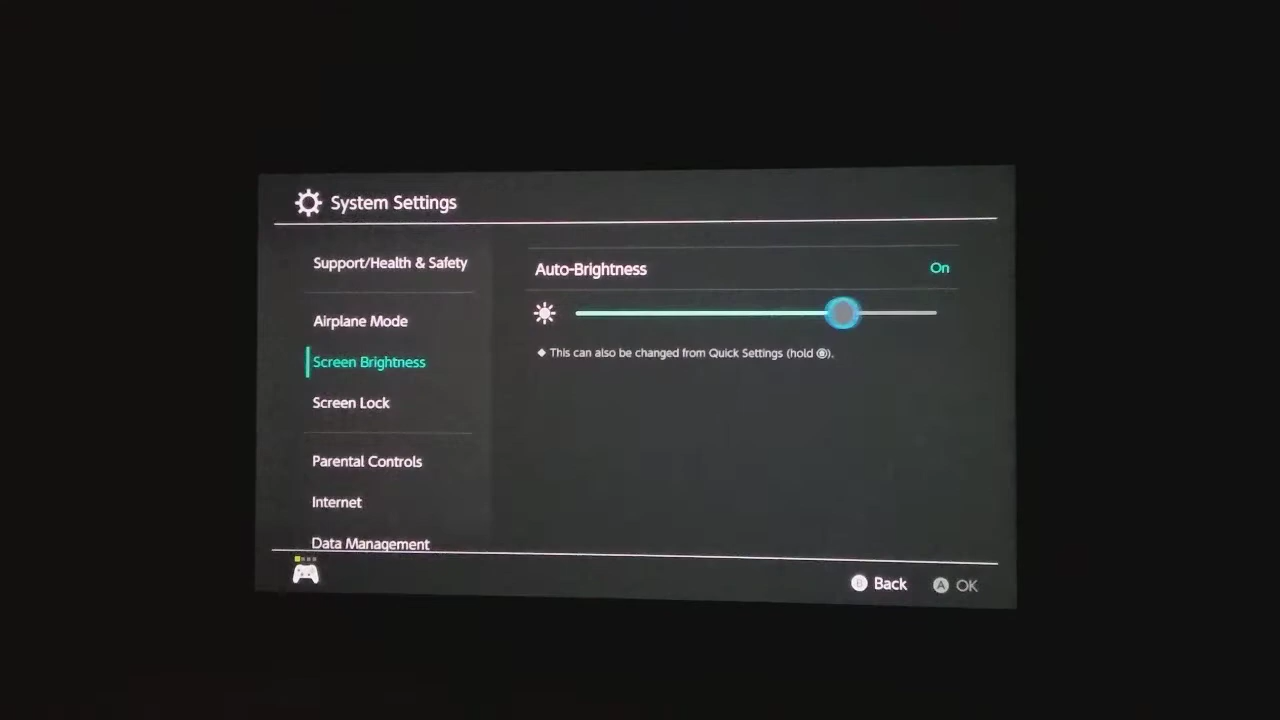 System Settings
Support/Health & Safety
Airplane Mode
Screen Brightness
Screen Lock
Parental Controls
Internet
Data Management
Auto-Brightness On
◆ This can also be changed from Quick Settings (hold ).
B Back A OK